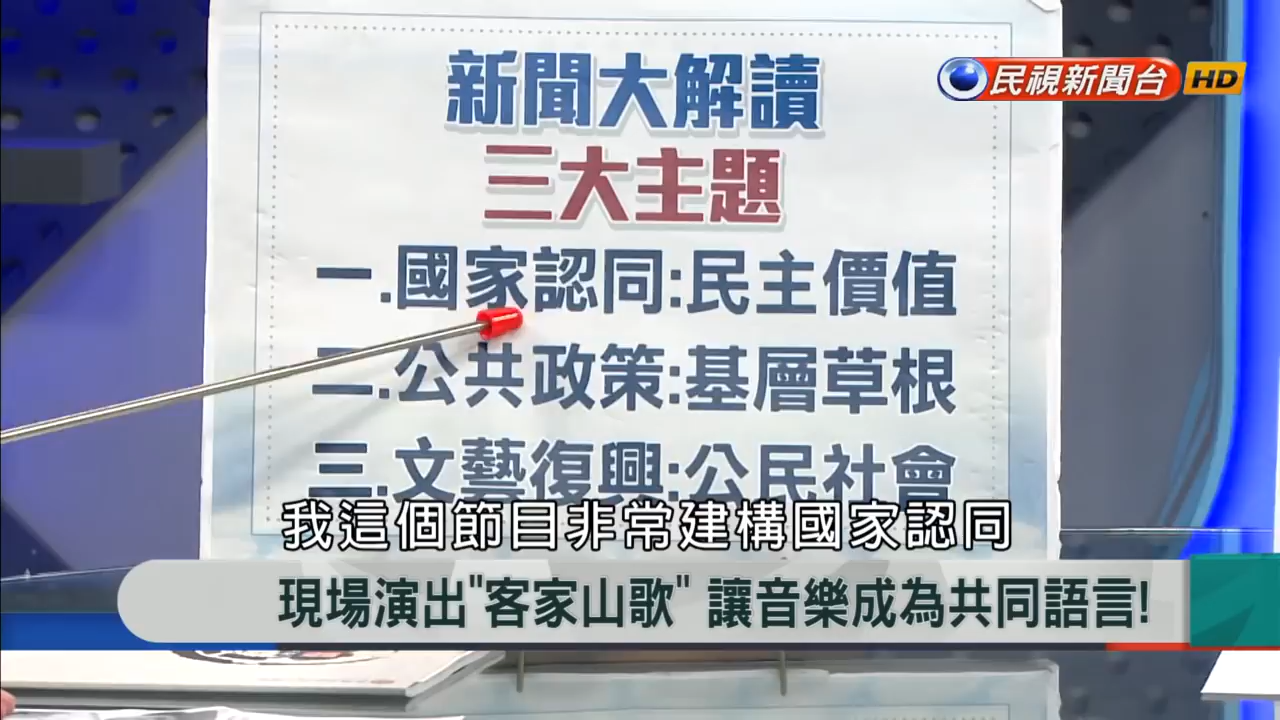 新聞大解讀
民視新聞台 HD
三大主題
一.國家認同:民主價值
二.公共政策:基層草根
三.文藝復興:公民社會
我這個節目非常建構國家認同
現場演出"客家山歌" 讓音樂成為共同語言!